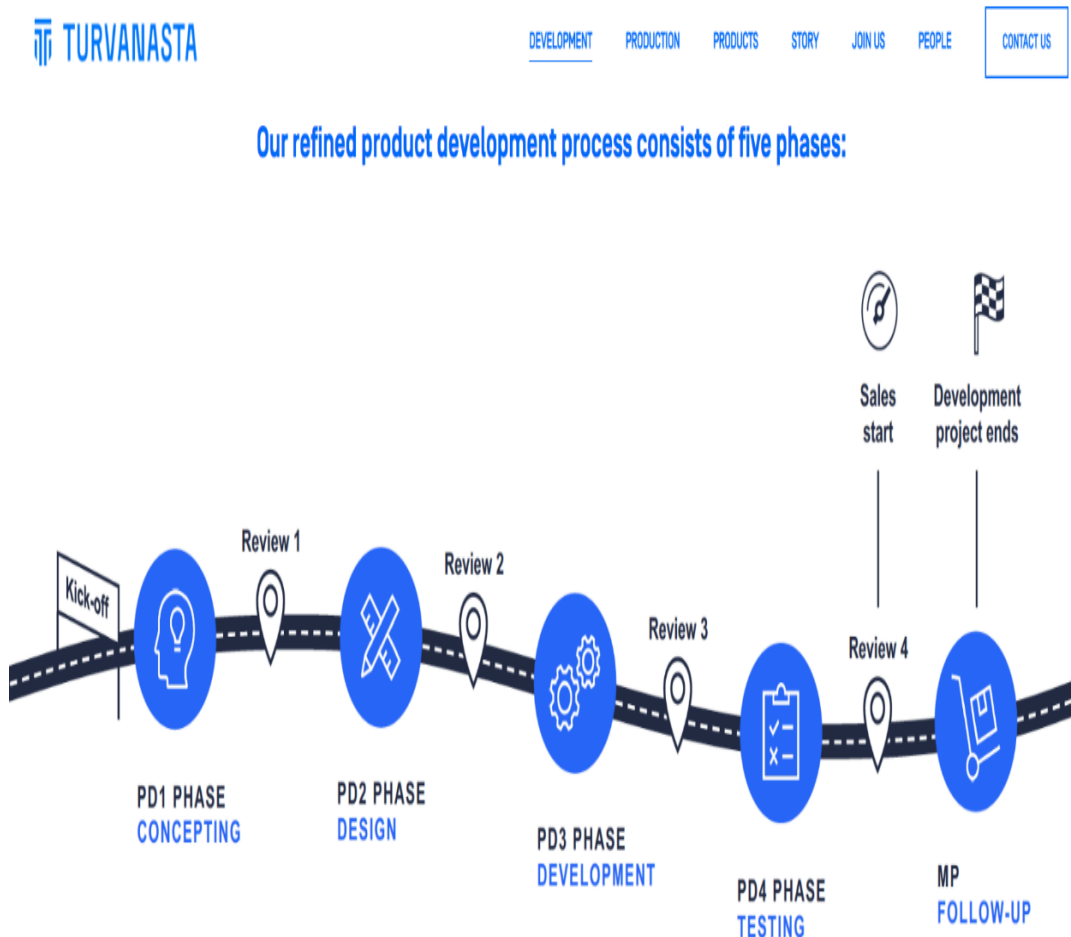 TURVANASTA
DEVELOPMENT PRODUCTION PRODUCTS STORY JOIN US PEOPLE CONTACT US
Our refined product development process consists of five phases:
Sales
start
Development
project ends
Kick-off
Review 1
Review 2
Review 3
Review 4
PD1 PHASE
CONCEPTING
PD2 PHASE
DESIGN
PD3 PHASE
DEVELOPMENT
PD4 PHASE
TESTING
MP
FOLLOW-UP